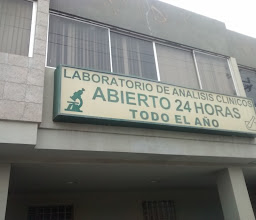 LABORATORIO DE ANALISIS CLINICOS
ABIERTO 24 HORAS
TODO EL AÑO